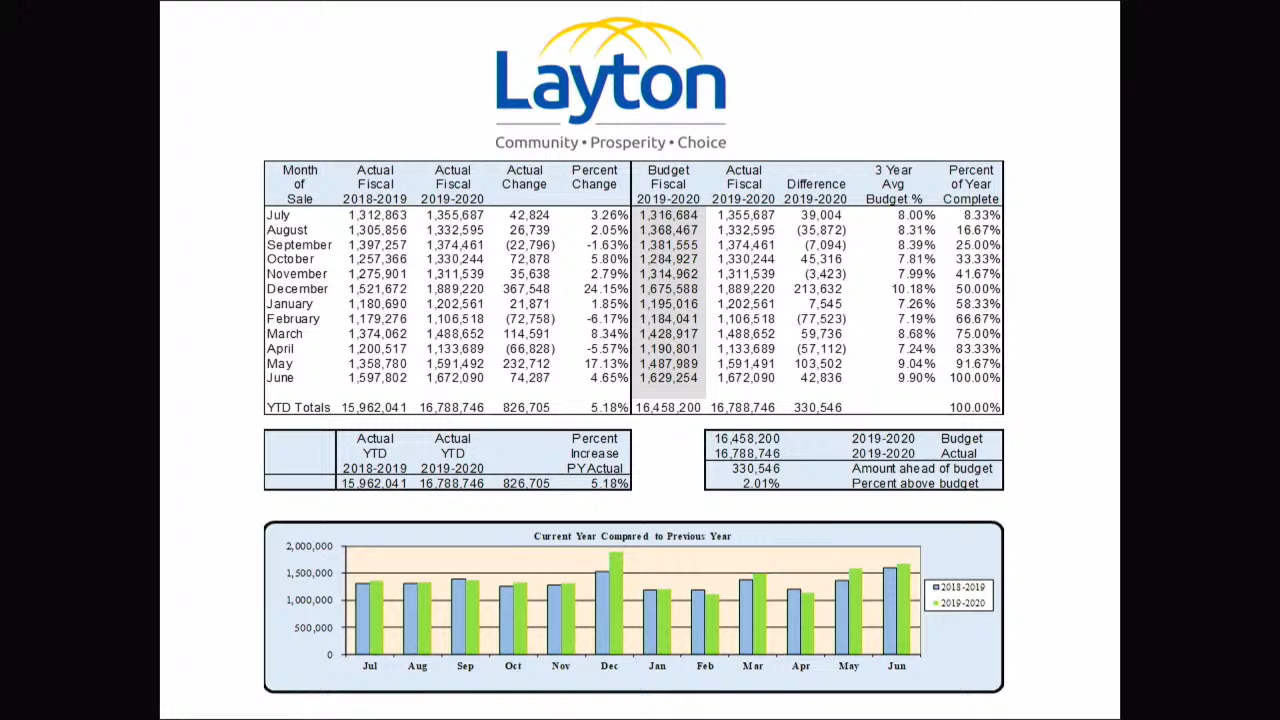 Layton
Community • Prosperity • Choice
Month Actual Actual Actual Percent Budget Actual 3 Year Percent
of Fiscal Fiscal Change Change Fiscal Fiscal Difference Avg of Year
Sale 2018-2019 2019-2020 2019-2020 2019-2020 2019-2020 Budget % Complete
July 1,312,863 1,355,687 42,824 3.26% 1,316,684 1,355,687 39,004 8.00% 8.33%
August 1,305,856 1,332,595 26,739 2.05% 1,368,467 1,332,595 (35,872) 8.31% 16.67%
September 1,397,257 1,374,461 (22,796) -1.63% 1,381,555 1,374,461 (7,094) 8.39% 25.00%
October 1,257,366 1,330,244 72,878 5.80% 1,284,927 1,330,244 45,316 7.81% 33.33%
November 1,275,901 1,311,539 35,638 2.79% 1,314,962 1,311,539 (3,423) 7.99% 41.67%
December 1,521,672 1,889,220 367,548 24.15% 1,675,588 1,889,220 213,632 10.18% 50.00%
January 1,180,690 1,202,561 21,871 1.85% 1,195,016 1,202,561 7,545 7.26% 58.33%
February 1,179,276 1,106,518 (72,758) -6.17% 1,184,041 1,106,518 (77,523) 7.19% 66.67%
March 1,374,062 1,488,652 114,591 8.34% 1,428,917 1,488,652 59,736 8.68% 75.00%
April 1,200,517 1,133,689 (66,828) -5.57% 1,190,801 1,133,689 (57,112) 7.24% 83.33%
May 1,358,780 1,591,492 232,712 17.13% 1,487,989 1,591,491 103,502 9.04% 91.67%
June 1,597,802 1,672,090 74,287 4.65% 1,629,254 1,672,090 42,836 9.90% 100.00%
YTD Totals 15,962,041 16,788,746 826,705 5.18% 16,458,200 16,788,746 330,546 100.00%
Actual Actual Percent
YTD YTD Increase
2018-2019 2019-2020 PY Actual
15,962,041 16,788,746 826,705 5.18%
16,458,200 2019-2020 Budget
16,788,746 2019-2020 Actual
330,546 Amount ahead of budget
2.01% Percent above budget
Current Year Compared to Previous Year
2,000,000
1,500,000
1,000,000
500,000
0
Jul Aug Sep Oct Nov Dec Jan Feb Mar Apr May Jun
2018-2019
2019-2020